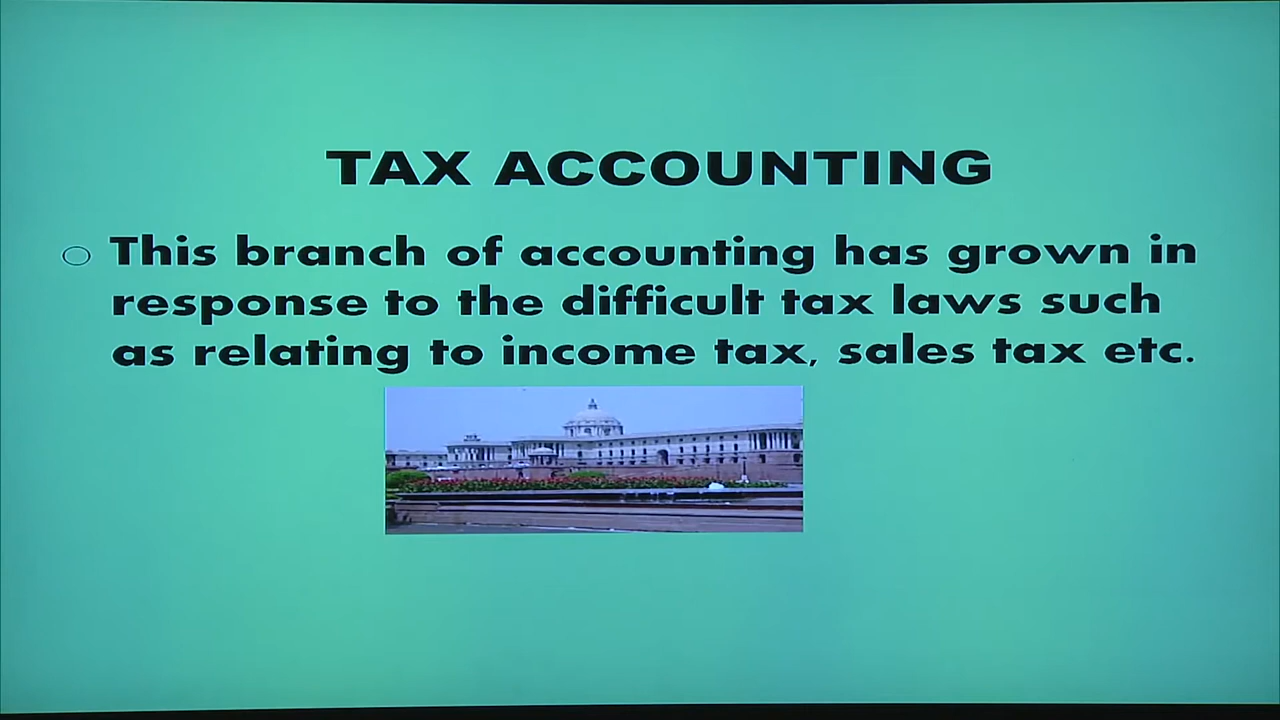 TAX ACCOUNTING
This branch of accounting has grown in
response to the difficult tax laws such
as relating to income tax, sales tax etc.